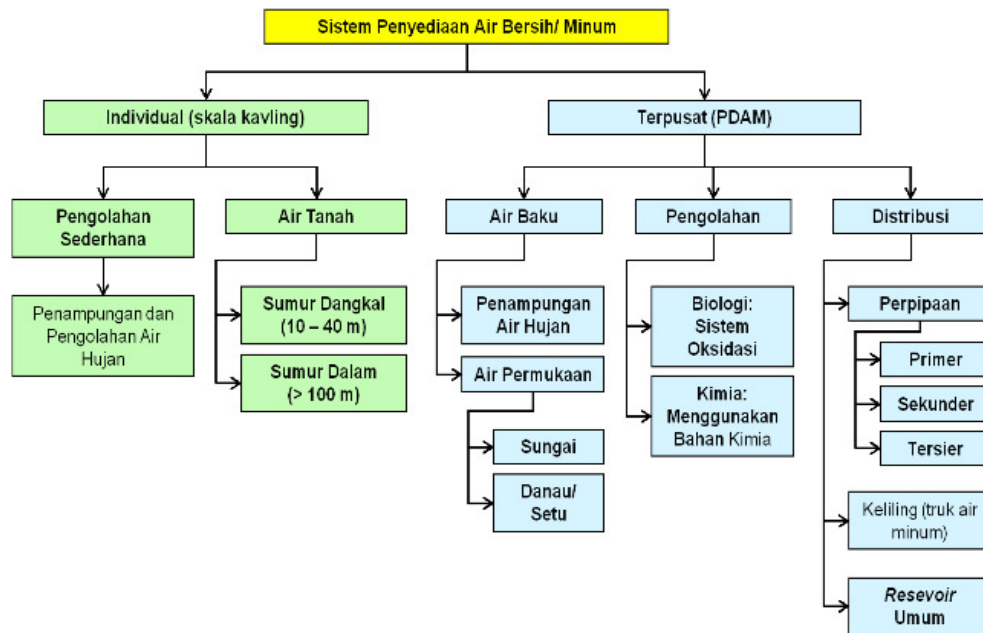 Sistem Penyediaan Air Bersih/ Minum
Individual (skala kavling)
Terpusat (PDAM)
Pengolahan
Sederhana
Air Tanah
Air Baku
Pengolahan
Distribusi
Penampungan dan
Pengolahan Air
Hujan
Sumur Dangkal
(10 – 40 m)
Sumur Dalam
(> 100 m)
Penampungan
Air Hujan
Air Permukaan
Sungai
Danau/
Setu
Biologi:
Sistem
Oksidasi
Kimia:
Menggunakan
Bahan Kimia
Perpipaan
Primer
Sekunder
Tersier
Keliling (truk air
minum)
Resevoir
Umum